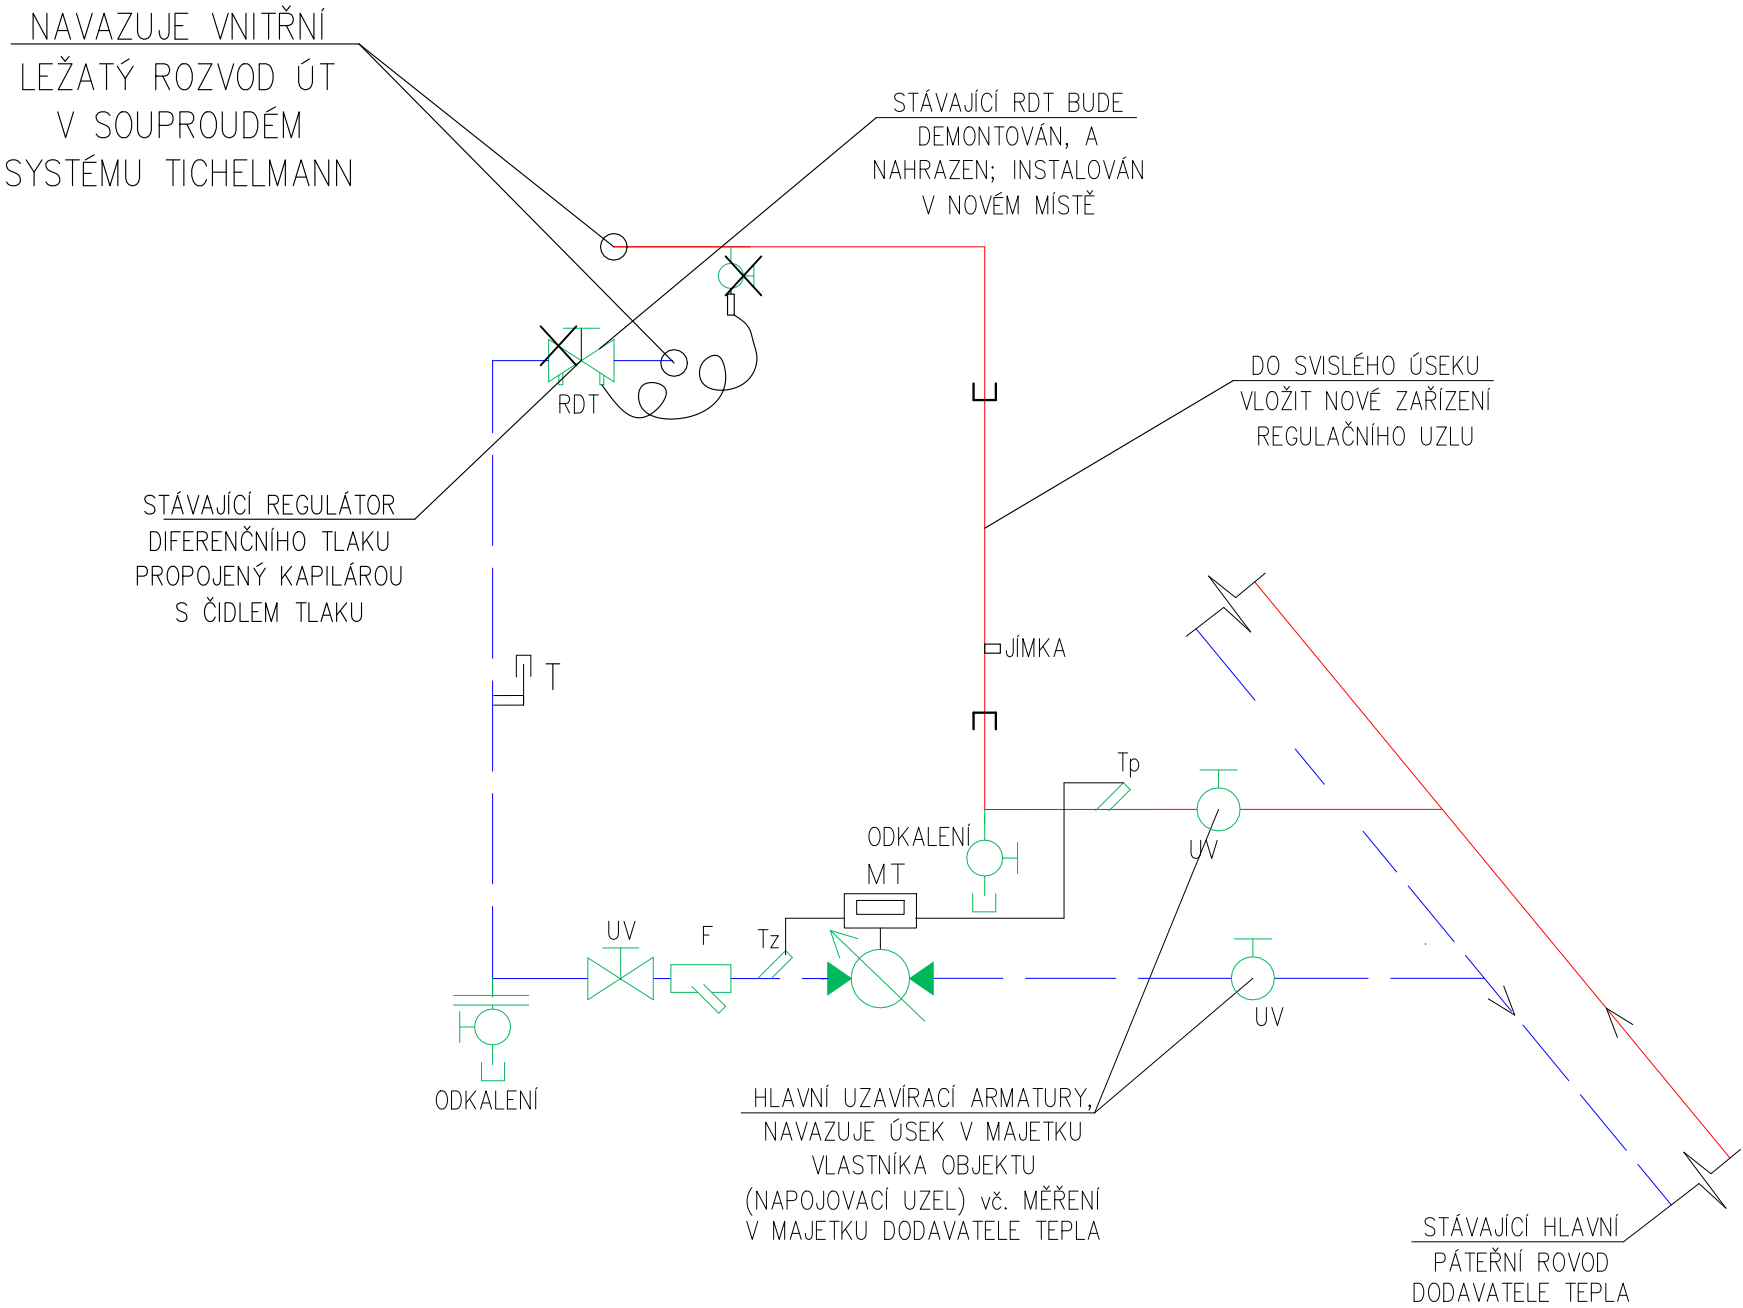 NAVAZUJE VNITŘNÍ
LEŽATÝ ROZVOD ÚT
V SOUPROUDÉM
SYSTÉMU TICHELMANN
STÁVAJÍCÍ RDT BUDE
DEMONTOVÁN, A
NAHRAZEN; INSTALOVÁN
V NOVÉM MÍSTĚ
RDT
DO SVISLÉHO ÚSEKU
VLOŽIT NOVÉ ZAŘÍZENÍ
REGULAČNÍHO UZLU
STÁVAJÍCÍ REGULÁTOR
DIFERENČNÍHO TLAKU
PROPOJENÝ KAPILÁROU
S ČIDLEM TLAKU
T
JÍMKA
Tp
ODKALENÍ
UV
MT
UV
F
Tz
UV
ODKALENÍ
HLAVNÍ UZAVÍRACÍ ARMATURY,
NAVAZUJE ÚSEK V MAJETKU
VLASTNÍKA OBJEKTU
(NAPOJOVACÍ UZEL) vč. MĚŘENÍ
V MAJETKU DODAVATELE TEPLA
STÁVAJÍCÍ HLAVNÍ
PÁTEŘNÍ ROVOD
DODAVATELE TEPLA